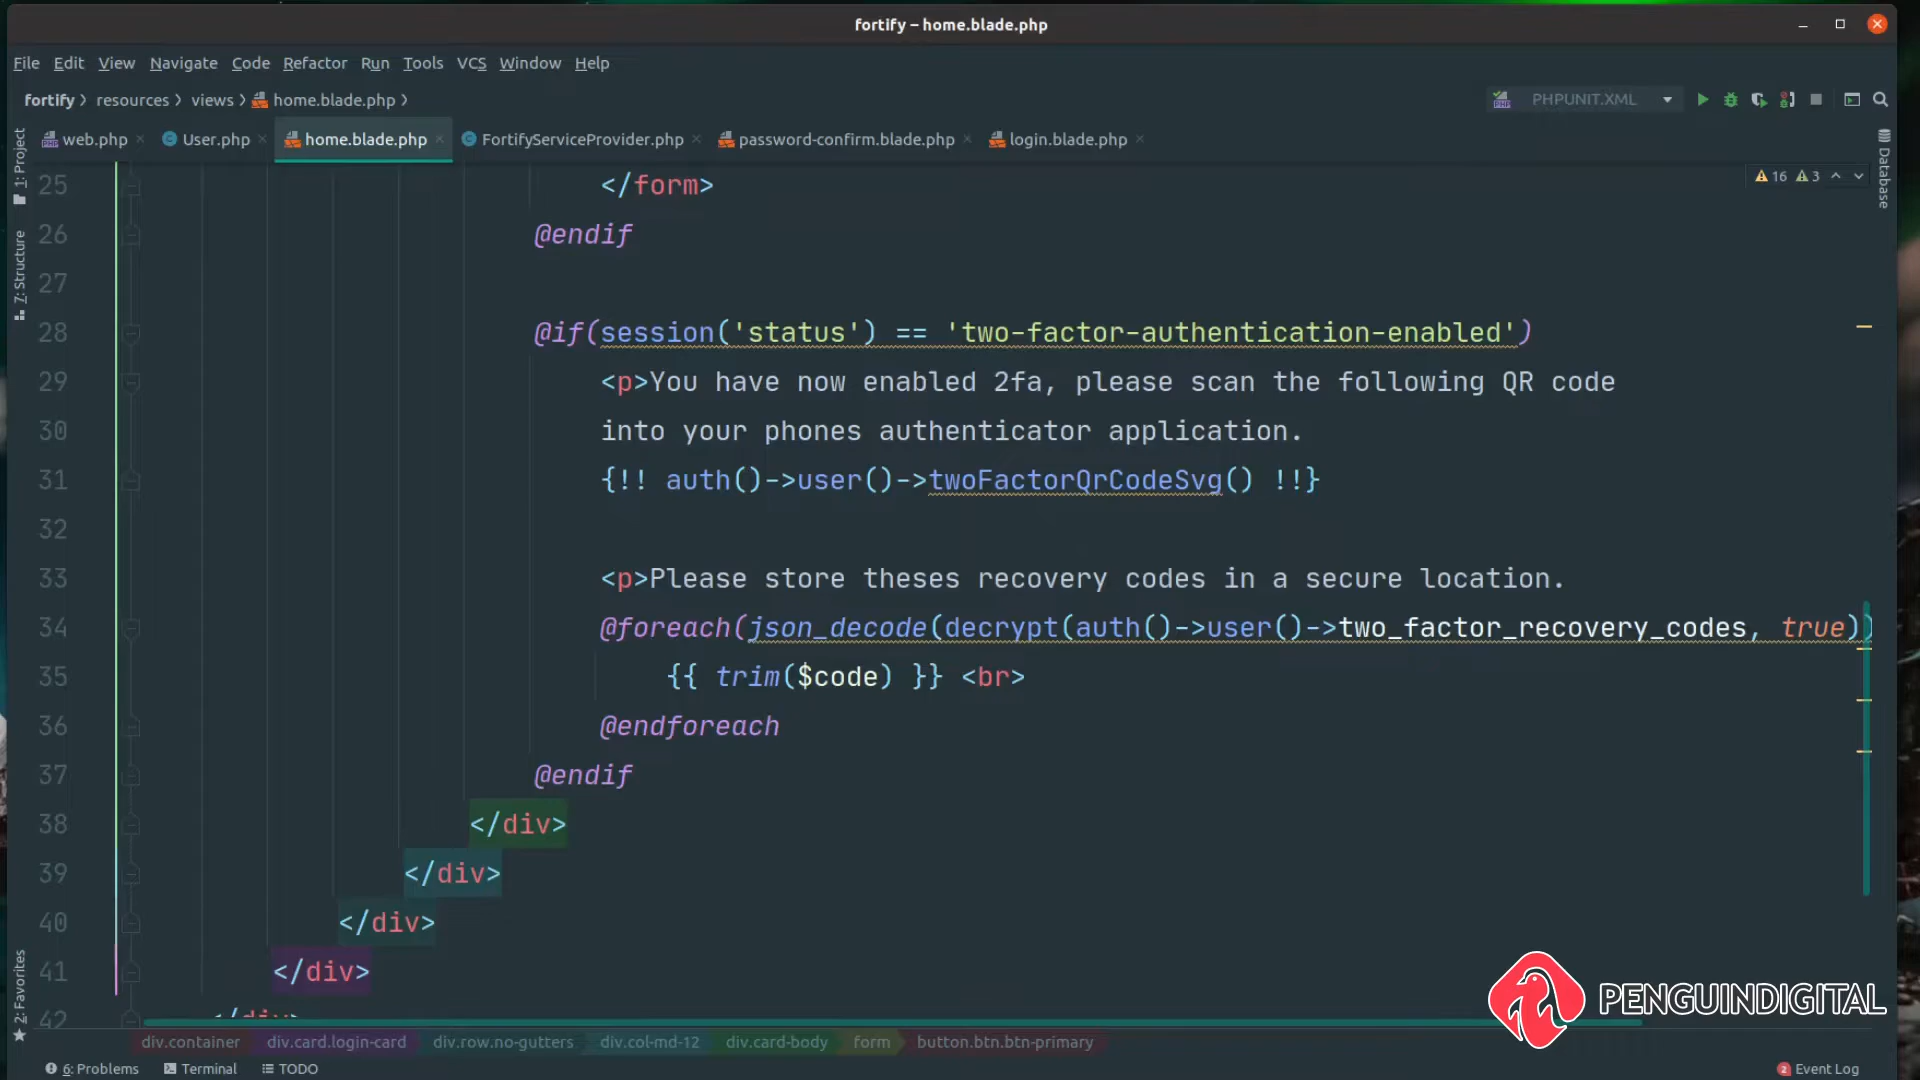 fortify – home.blade.php
File Edit View Navigate Code Refactor Run Tools VCS Window Help
fortify resources views home.blade.php
PHPUNIT.XML
web.php User.php home.blade.php FortifyServiceProvider.php password-confirm.blade.php login.blade.php
1: Project
7: Structure
2: Favorites
Database
16 3
25 </form>
26 @endif
27
28 @if(session('status') == 'two-factor-authentication-enabled')
29 <p>You have now enabled 2fa, please scan the following QR code
30 into your phones authenticator application.
31 {!! auth()->user()->twoFactorQrCodeSvg() !!}
32
33 <p>Please store theses recovery codes in a secure location.
34 @foreach(json_decode(decrypt(auth()->user()->two_factor_recovery_codes, true))
35 {{ trim($code) }} <br>
36 @endforeach
37 @endif
38 </div>
39 </div>
40 </div>
41 </div>
42 </div>
PENGUINDIGITAL
div.container div.card.login-card div.row.no-gutters div.col-md-12 div.card-body form button.btn.btn-primary
6: Problems Terminal TODO 2 Event Log